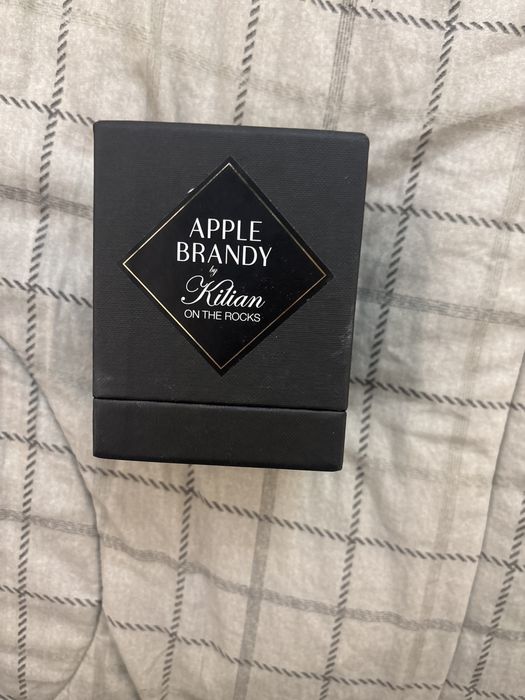 APPLE
BRANDY
by
Kilian
ON THE ROCKS